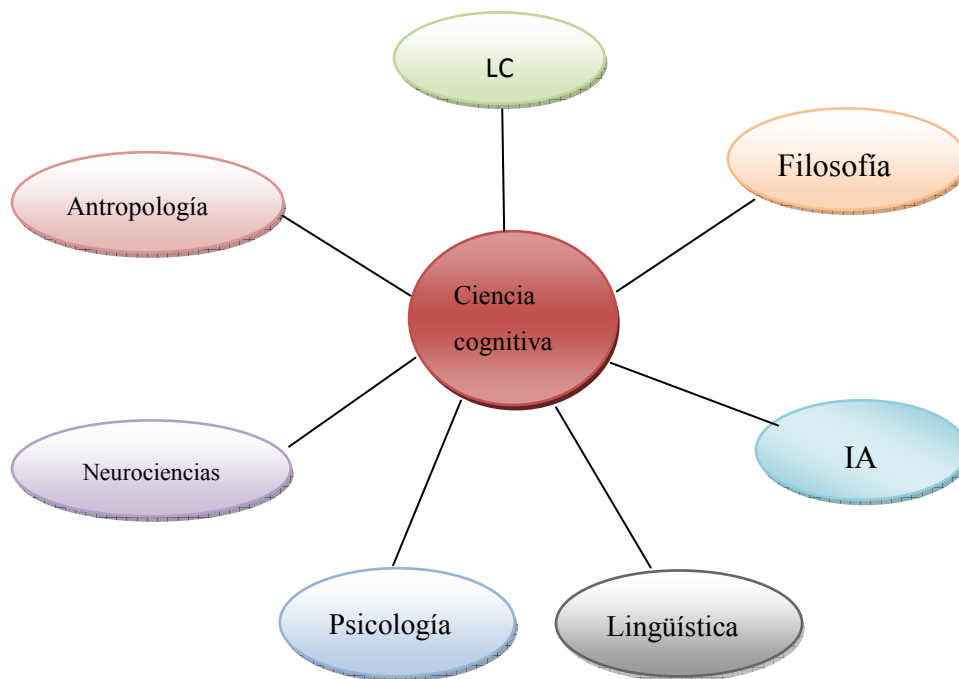 LC
Filosofía
Antropología
Ciencia
cognitiva
IA
Neurociencias
Psicología
Lingüística